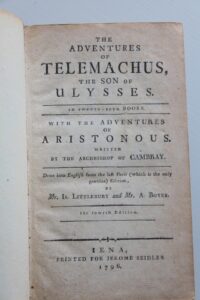 THE
ADVENTURES
OF
TELEMACHUS,
THE SON OF
ULYSSES.
IN TWENTY-FOUR BOOKS.
WITH THE ADVENTURES
OF
ARISTONOUS.
WRITTEN
BY THE ARCHBISHOP OF CAMBRAY.
Done into English from the last Paris (which is the only
genuine) Edition,
By
Mr. Is. Littlebury and Mr. A. Boyer.
The Edition.
IENA,
PRINTED FOR JEROME SEIDLER
1796.